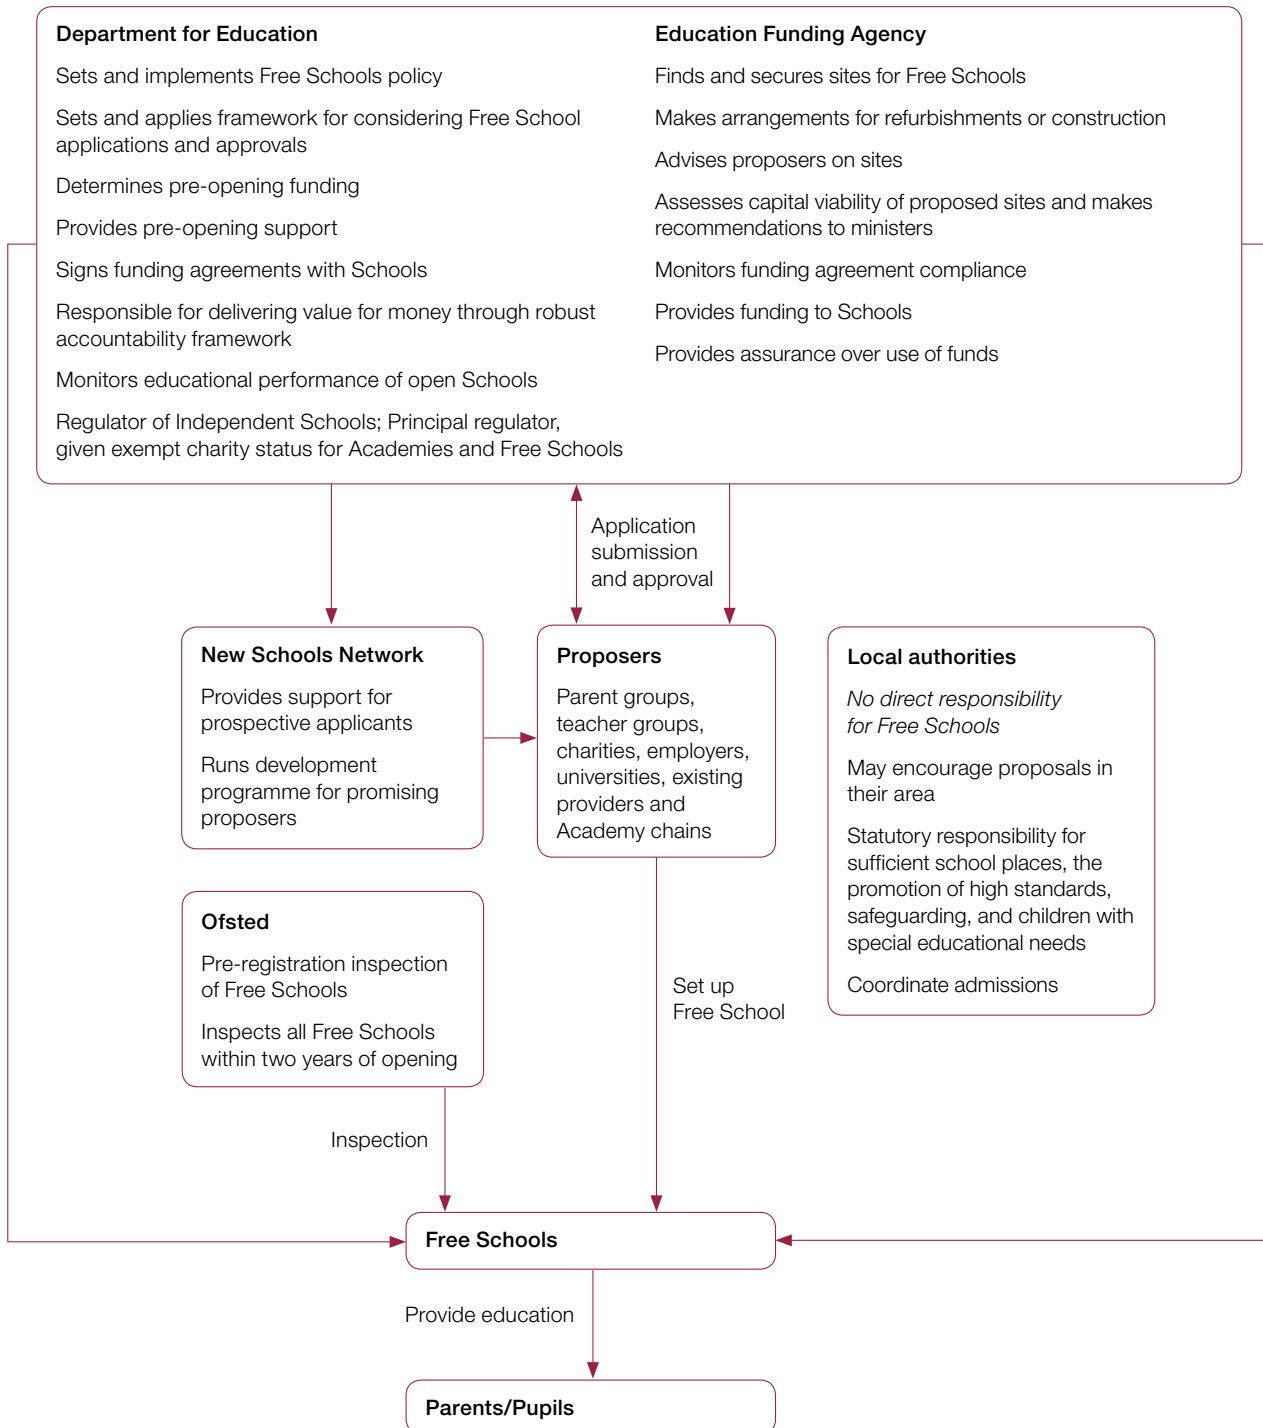 Department for Education
Sets and implements Free Schools policy
Sets and applies framework for considering Free School
applications and approvals
Determines pre-opening funding
Provides pre-opening support
Signs funding agreements with Schools
Responsible for delivering value for money through robust
accountability framework
Monitors educational performance of open Schools
Regulator of Independent Schools; Principal regulator,
given exempt charity status for Academies and Free Schools
Education Funding Agency
Finds and secures sites for Free Schools
Makes arrangements for refurbishments or construction
Advises proposers on sites
Assesses capital viability of proposed sites and makes
recommendations to ministers
Monitors funding agreement compliance
Provides funding to Schools
Provides assurance over use of funds
Application
submission
and approval
New Schools Network
Provides support for
prospective applicants
Runs development
programme for promising
proposers
Proposers
Parent groups,
teacher groups,
charities, employers,
universities, existing
providers and
Academy chains
Local authorities
No direct responsibility
for Free Schools
May encourage proposals in
their area
Statutory responsibility for
sufficient school places, the
promotion of high standards,
safeguarding, and children with
special educational needs
Coordinate admissions
Ofsted
Pre-registration inspection
of Free Schools
Inspects all Free Schools
within two years of opening
Set up
Free School
Inspection
Free Schools
Provide education
Parents/Pupils